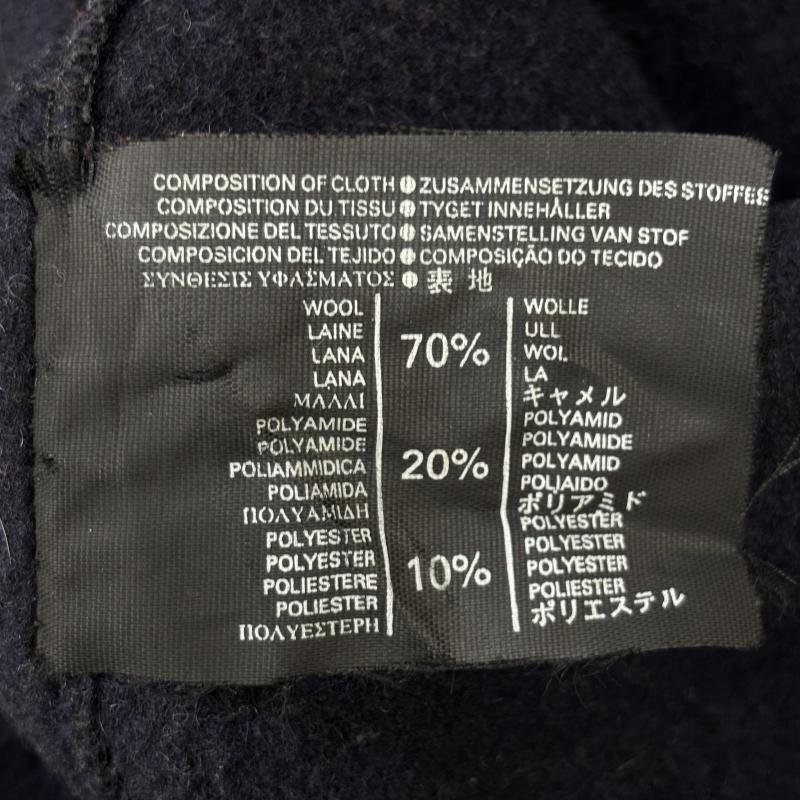 COMPOSITION OF CLOTH ● ZUSAMMENSETZUNG DES STOFFES
COMPOSITION DU TISSU ● TYGET INNEHÅLLER
COMPOSIZIONE DEL TESSUTO ● SAMENSTELLING VAN STOF
COMPOSICION DEL TEJIDO ● COMPOSIÇÃO DO TECIDO
ΣΥΝΘΕΣΙΣ ΥΦΑΣΜΑΤΟΣ ● 表地
WOOL
LAINE
LANA
LANA
ΜΑΛΛΙ
70%
WOLLE
ULL
WOL
LA
キャメル
POLYAMIDE
POLYAMIDE
POLIAMMIDICA
POLIAMIDA
ΠΟΛΥΑΜΙΔΗ
20%
POLYAMID
POLYAMIDE
POLYAMID
POLIAIDO
ポリアミド
POLYESTER
POLYESTER
POLIESTERE
POLIESTER
ΠΟΛΥΕΣΤΕΡΗ
10%
POLYESTER
POLYESTER
POLYESTER
POLIESTER
ポリエステル